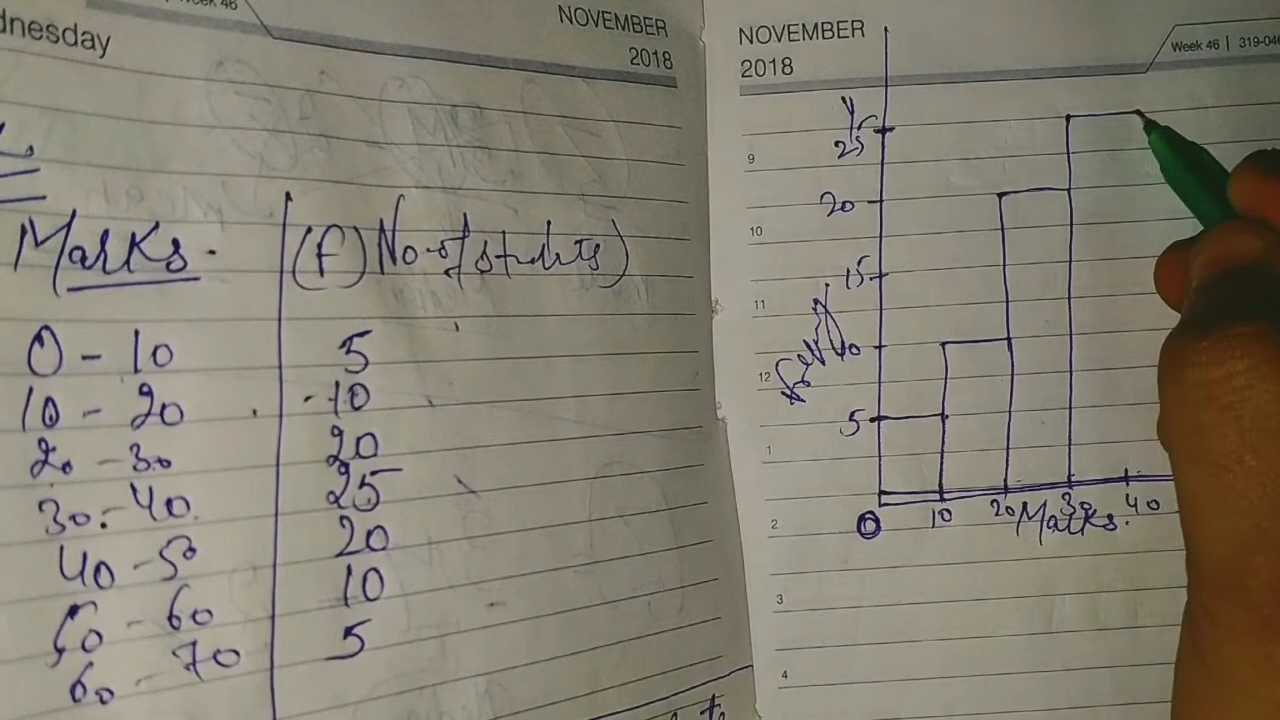 NOVEMBER
2018
Marks. (f) No. of students)
0 - 10 5
10 - 20 10
20 - 30 20
30 - 40 25
40 - 50 20
50 - 60 10
60 - 70 5
NOVEMBER
2018
Week 46 | 319-04
Y
25
20
15
10
5
0 10 20 30 40
Marks.
9
10
11
12
1
2
3
4